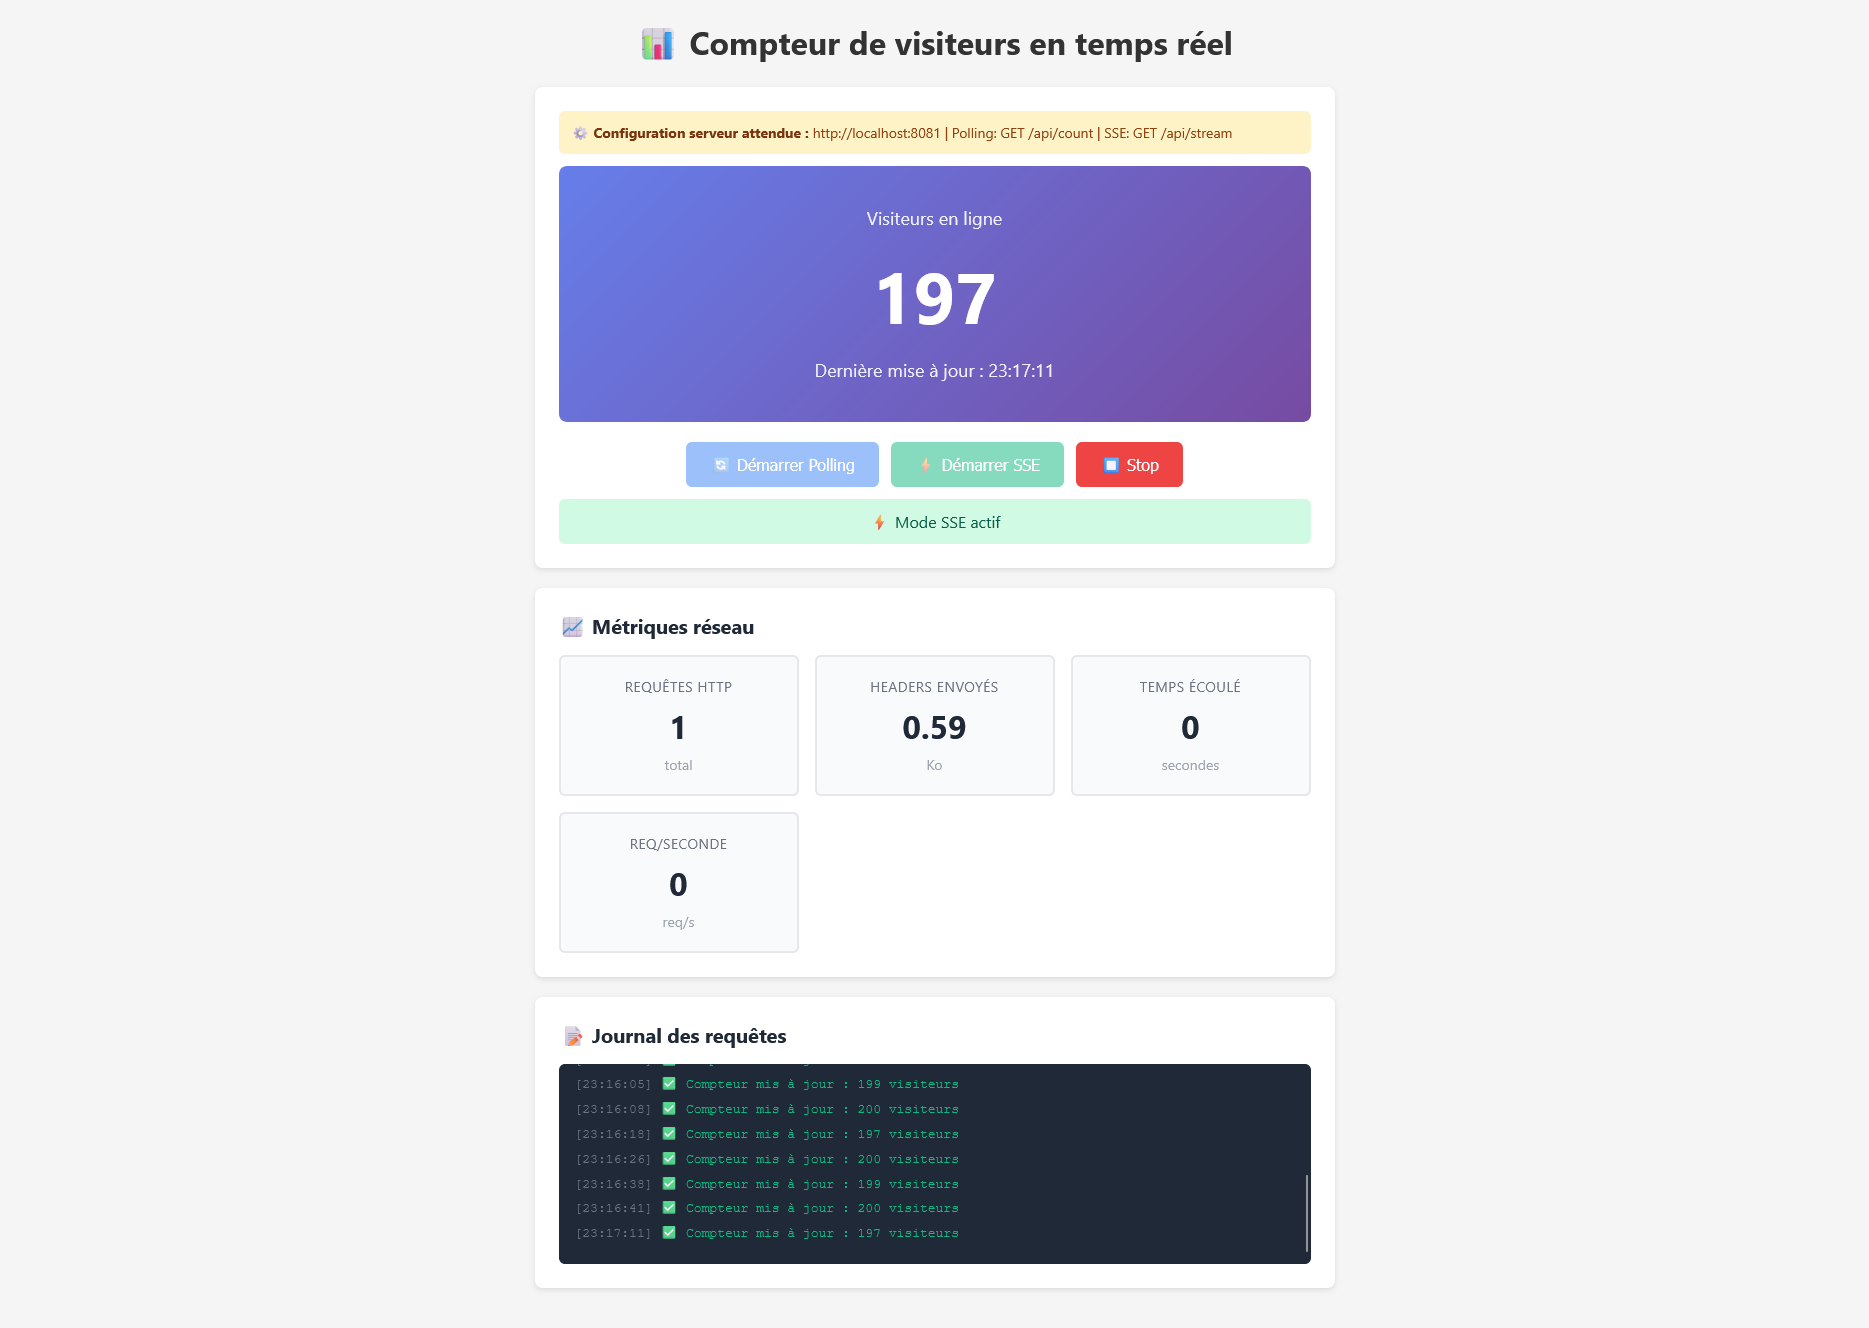 Compteur de visiteurs en temps réel
Configuration serveur attendue : http://localhost:8081 | Polling: GET /api/count | SSE: GET /api/stream
Visiteurs en ligne
197
Dernière mise à jour : 23:17:11
Démarrer Polling
Démarrer SSE
Stop
Mode SSE actif
Métriques réseau
REQUÊTES HTTP
1
total
HEADERS ENVOYÉS
0.59
Ko
TEMPS ÉCOULÉ
0
secondes
REQ/SECONDE
0
req/s
Journal des requêtes
[23:16:05] Compteur mis à jour : 199 visiteurs
[23:16:08] Compteur mis à jour : 200 visiteurs
[23:16:18] Compteur mis à jour : 197 visiteurs
[23:16:26] Compteur mis à jour : 200 visiteurs
[23:16:38] Compteur mis à jour : 199 visiteurs
[23:16:41] Compteur mis à jour : 200 visiteurs
[23:17:11] Compteur mis à jour : 197 visiteurs